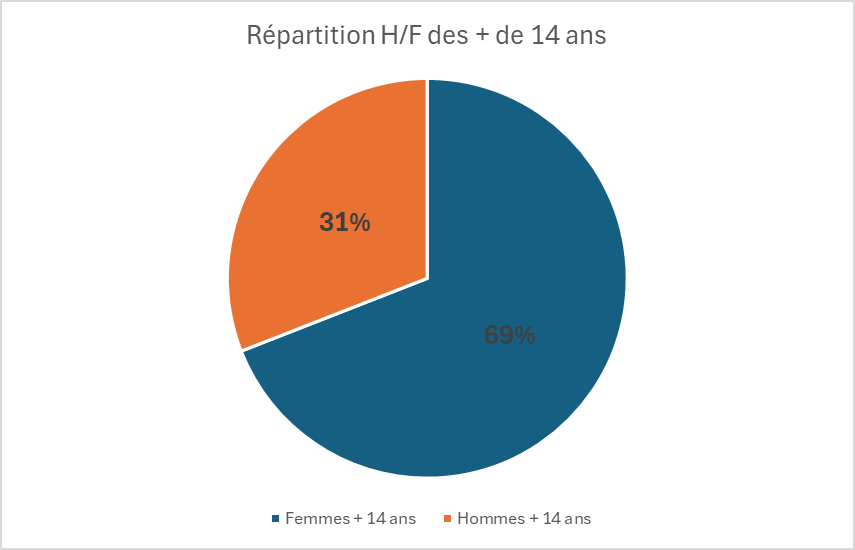 Répartition H/F des + de 14 ans
31%
69%
Femmes + 14 ans
Hommes + 14 ans